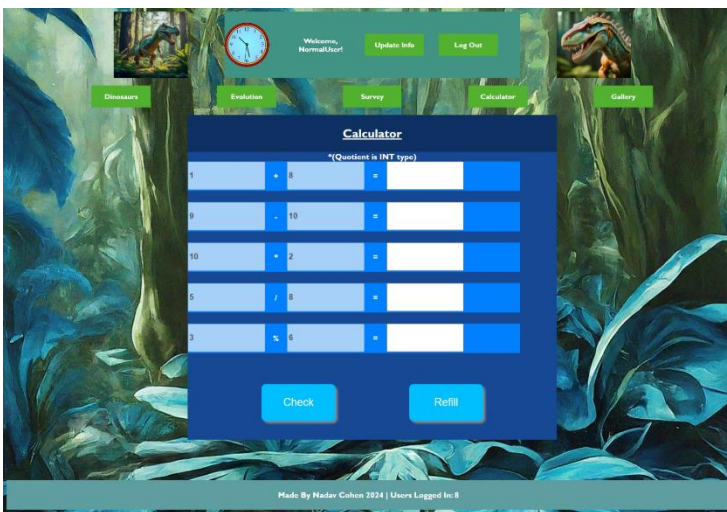 Welcome,
NormalUser!
Update Info
Log Out
Dinosaurs
Evolution
Survey
Calculator
Gallery
Calculator
*(Quotient is INT type)
1 + 8 =
9 - 10 =
10 * 2 =
5 / 8 =
3 % 6 =
Check
Refill
Made By Nadav Cohen 2024 | Users Logged In: 8